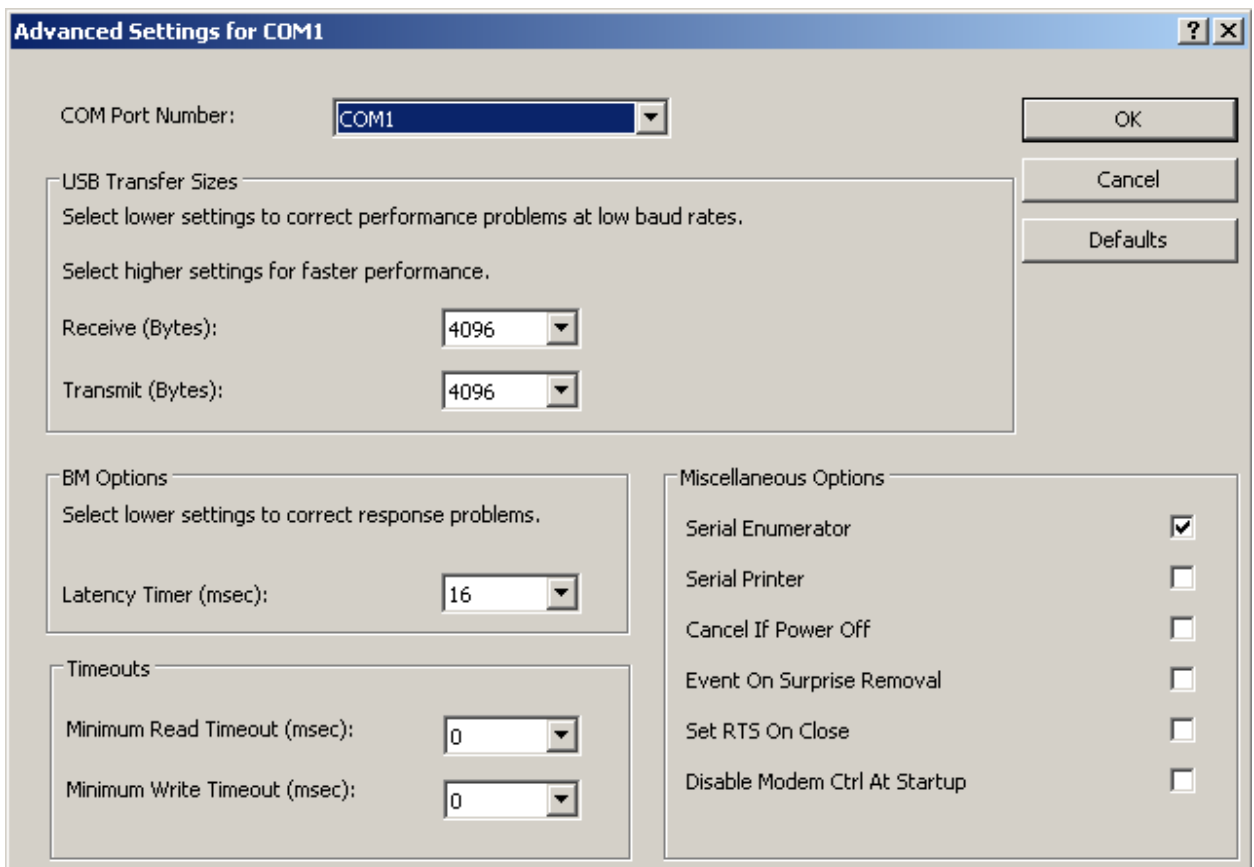 Advanced Settings for COM1
COM Port Number: COM1
OK
USB Transfer Sizes
Cancel
Select lower settings to correct performance problems at low baud rates.
Defaults
Select higher settings for faster performance.
Receive (Bytes): 4096
Transmit (Bytes): 4096
BM Options
Select lower settings to correct response problems.
Latency Timer (msec): 16
Timeouts
Minimum Read Timeout (msec): 0
Minimum Write Timeout (msec): 0
Miscellaneous Options
Serial Enumerator
Serial Printer
Cancel If Power Off
Event On Surprise Removal
Set RTS On Close
Disable Modem Ctrl At Startup